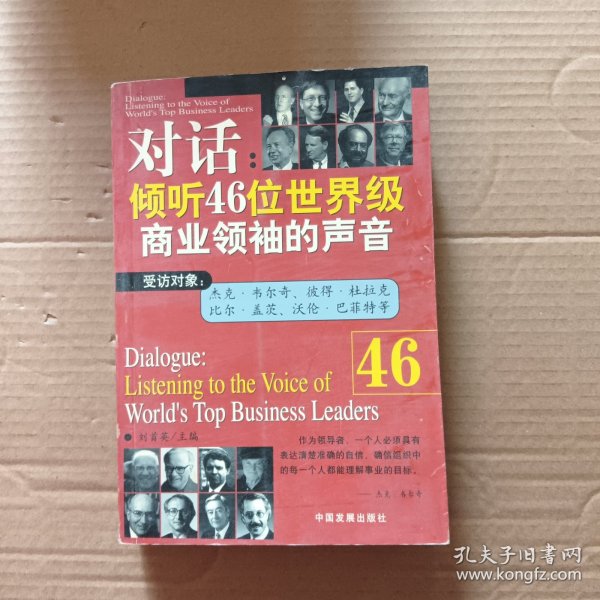 Dialogue:
Listening to the Voice of
World's Top Business Leaders
对话：
倾听46位世界级
商业领袖的声音
受访对象：
杰克·韦尔奇、彼得·杜拉克
比尔·盖茨、沃伦·巴菲特等
Dialogue:
Listening to the Voice of
World's Top Business Leaders
46
●刘首英/主编
作为领导者，一个人必须具有
表达清楚准确的自信，确信组织中
的每一个人都能理解事业的目标。
——杰克·韦尔奇
中国发展出版社
孔夫子旧书网
www.kongfz.com